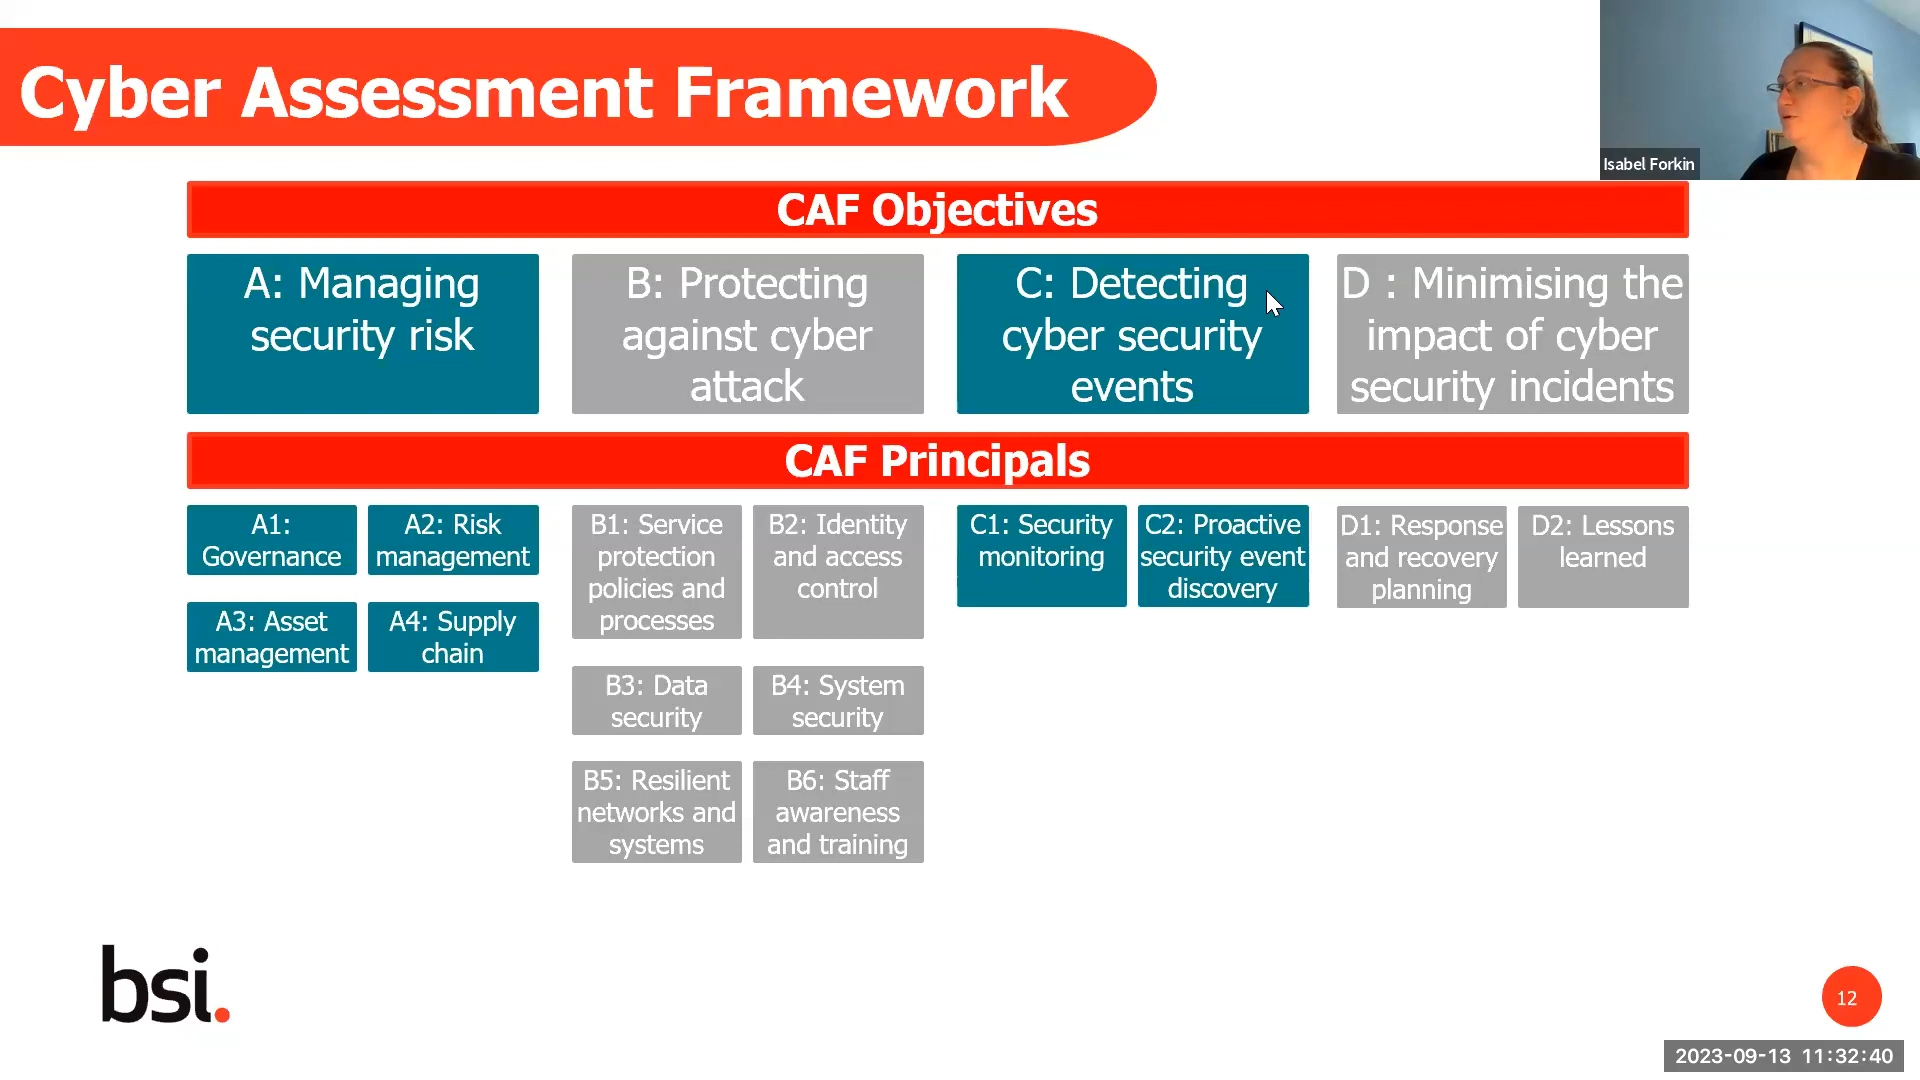 Cyber Assessment Framework
Isabel Forkin
CAF Objectives
A: Managing
security risk
B: Protecting
against cyber
attack
C: Detecting
cyber security
events
D : Minimising the
impact of cyber
security incidents
CAF Principals
A1:
Governance
A2: Risk
management
A3: Asset
management
A4: Supply
chain
B1: Service
protection
policies and
processes
B2: Identity
and access
control
B3: Data
security
B4: System
security
B5: Resilient
networks and
systems
B6: Staff
awareness
and training
C1: Security
monitoring
C2: Proactive
security event
discovery
D1: Response
and recovery
planning
D2: Lessons
learned
bsi.
12
2023-09-13 11:32:40